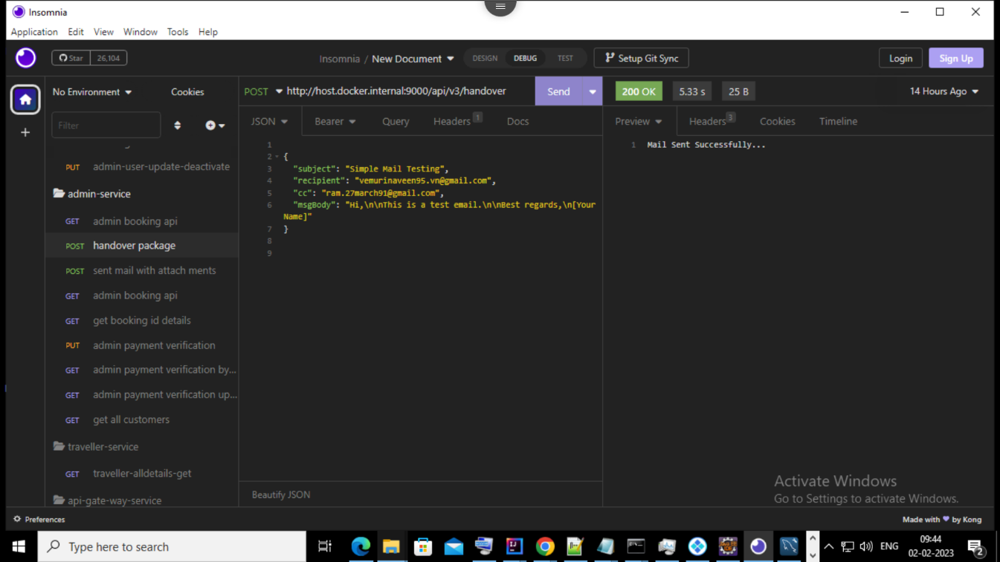 Insomnia
Application Edit View Window Tools Help
Star 26,104
Insomnia / New Document
DESIGN DEBUG TEST
Setup Git Sync
Login Sign Up
No Environment Cookies
Filter
PUT admin-user-update-deactivate
admin-service
GET admin booking api
POST handover package
POST sent mail with attach ments
GET admin booking api
GET get booking id details
PUT admin payment verification
GET admin payment verification by...
GET admin payment verification up...
GET get all customers
traveller-service
GET traveller-alldetails-get
api-gate-way-service
POST http://host.docker.internal:9000/api/v3/handover Send
JSON Bearer Query Headers 1 Docs
1
2 {
3 "subject": "Simple Mail Testing",
4 "recipient": "vemurinaveen95.vn@gmail.com",
5 "cc": "ram.27march91@gmail.com",
6 "msgBody": "Hi,\n\nThis is a test email.\n\nBest regards,\n[Your
Name]"
7 }
8
9
Beautify JSON
200 OK 5.33 s 25 B 14 Hours Ago
Preview Headers 3 Cookies Timeline
1 Mail Sent Successfully...
Activate Windows
Go to Settings to activate Windows.
Preferences
Made with by Kong
Type here to search
ENG
09:44
02-02-2023
2